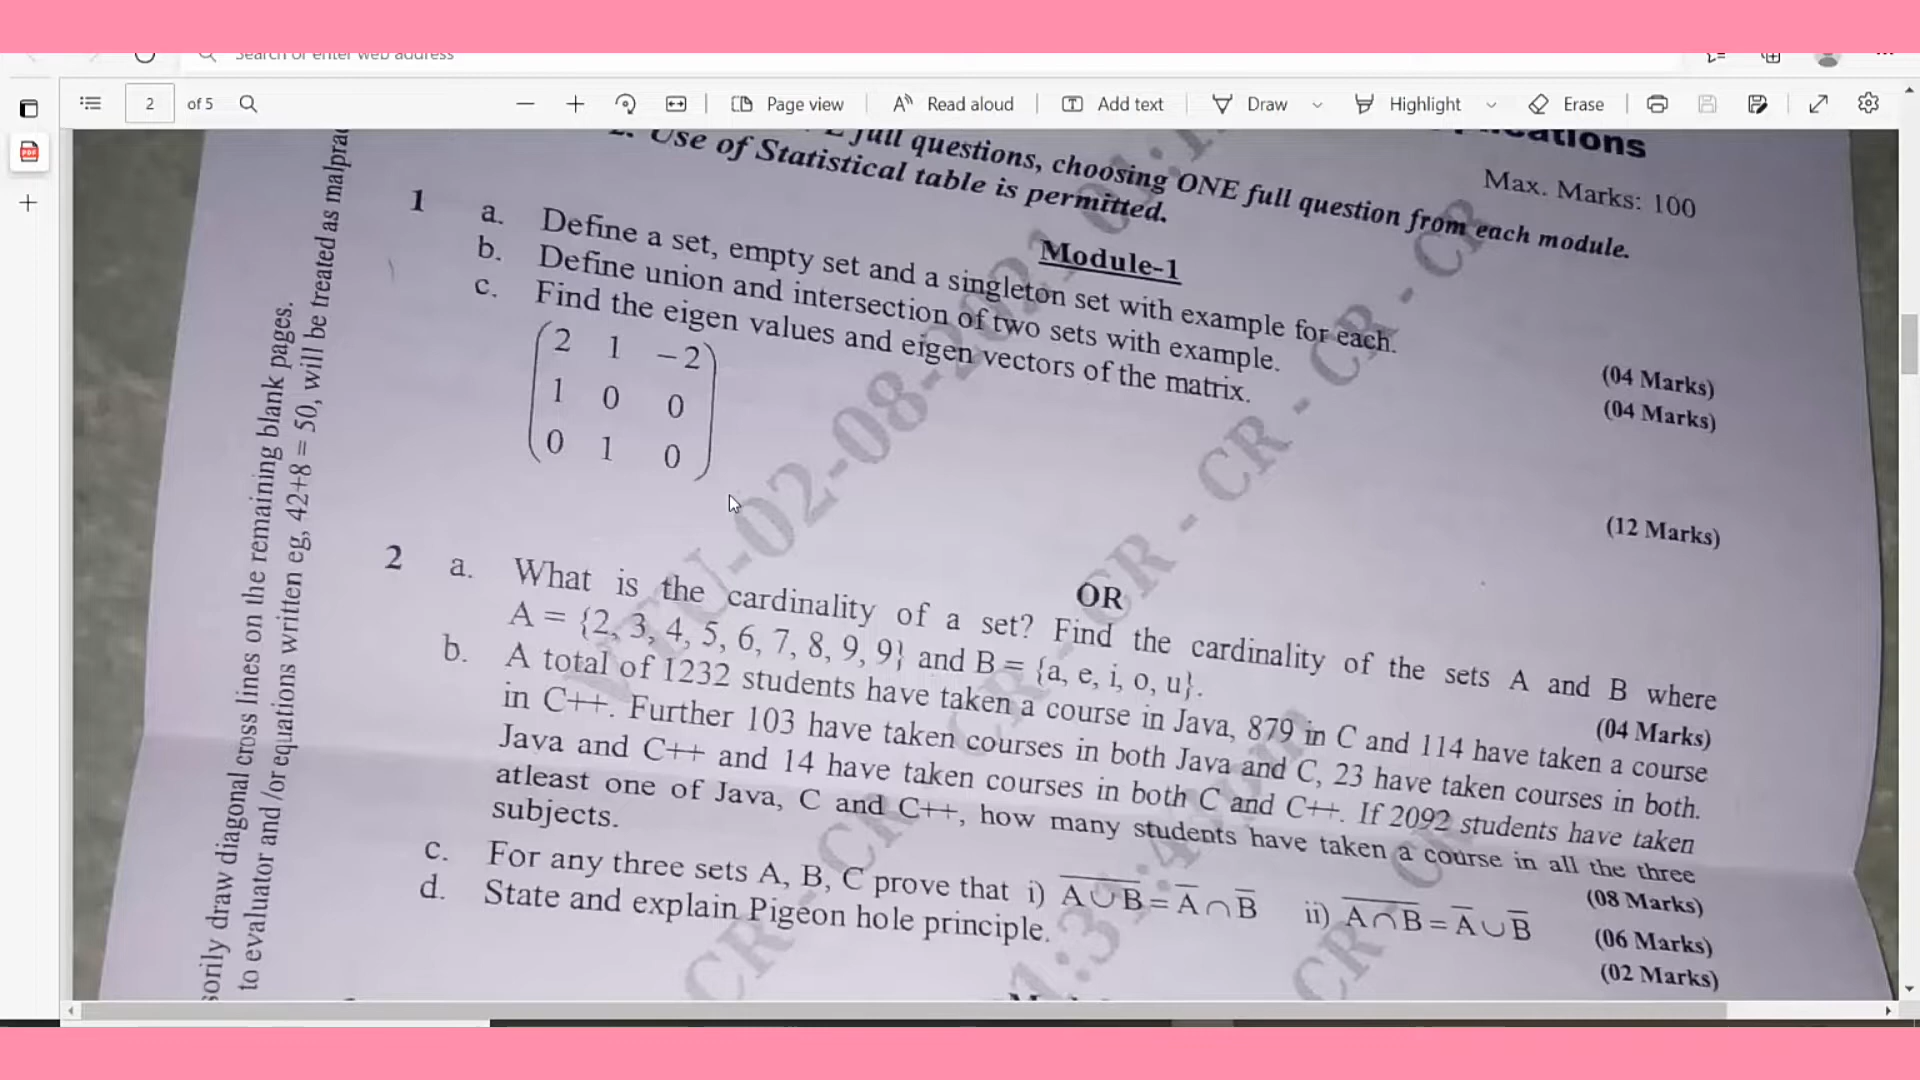 Search or enter web address
2 of 5
Page view
Read aloud
Add text
Draw
Highlight
Erase
full questions, choosing ONE full question from each module.
Use of Statistical table is permitted.
Max. Marks: 100
Module-1
1 a. Define a set, empty set and a singleton set with example for each. (04 Marks)
b. Define union and intersection of two sets with example. (04 Marks)
c. Find the eigen values and eigen vectors of the matrix.
2 1 −2
1 0 0
0 1 0
(12 Marks)
OR
2 a. What is the cardinality of a set? Find the cardinality of the sets A and B where
A = {2, 3, 4, 5, 6, 7, 8, 9, 9} and B = {a, e, i, o, u}. (04 Marks)
b. A total of 1232 students have taken a course in Java, 879 in C and 114 have taken a course
in C++. Further 103 have taken courses in both Java and C, 23 have taken courses in both.
Java and C++ and 14 have taken courses in both C and C++. If 2092 students have taken
atleast one of Java, C and C++, how many students have taken a course in all the three
subjects. (08 Marks)
c. For any three sets A, B, C prove that i) A̅ ̅∪̅ ̅B̅ = A̅ ∩ B̅ ii) A̅ ̅∩̅ ̅B̅ = A̅ ∪ B̅ (06 Marks)
d. State and explain Pigeon hole principle. (02 Marks)
cross lines on the remaining blank pages.
to evaluator and /or equations written eg, 42+8 = 50, will be treated as
VTU-02-08-2021
CR - CR - CR - CR